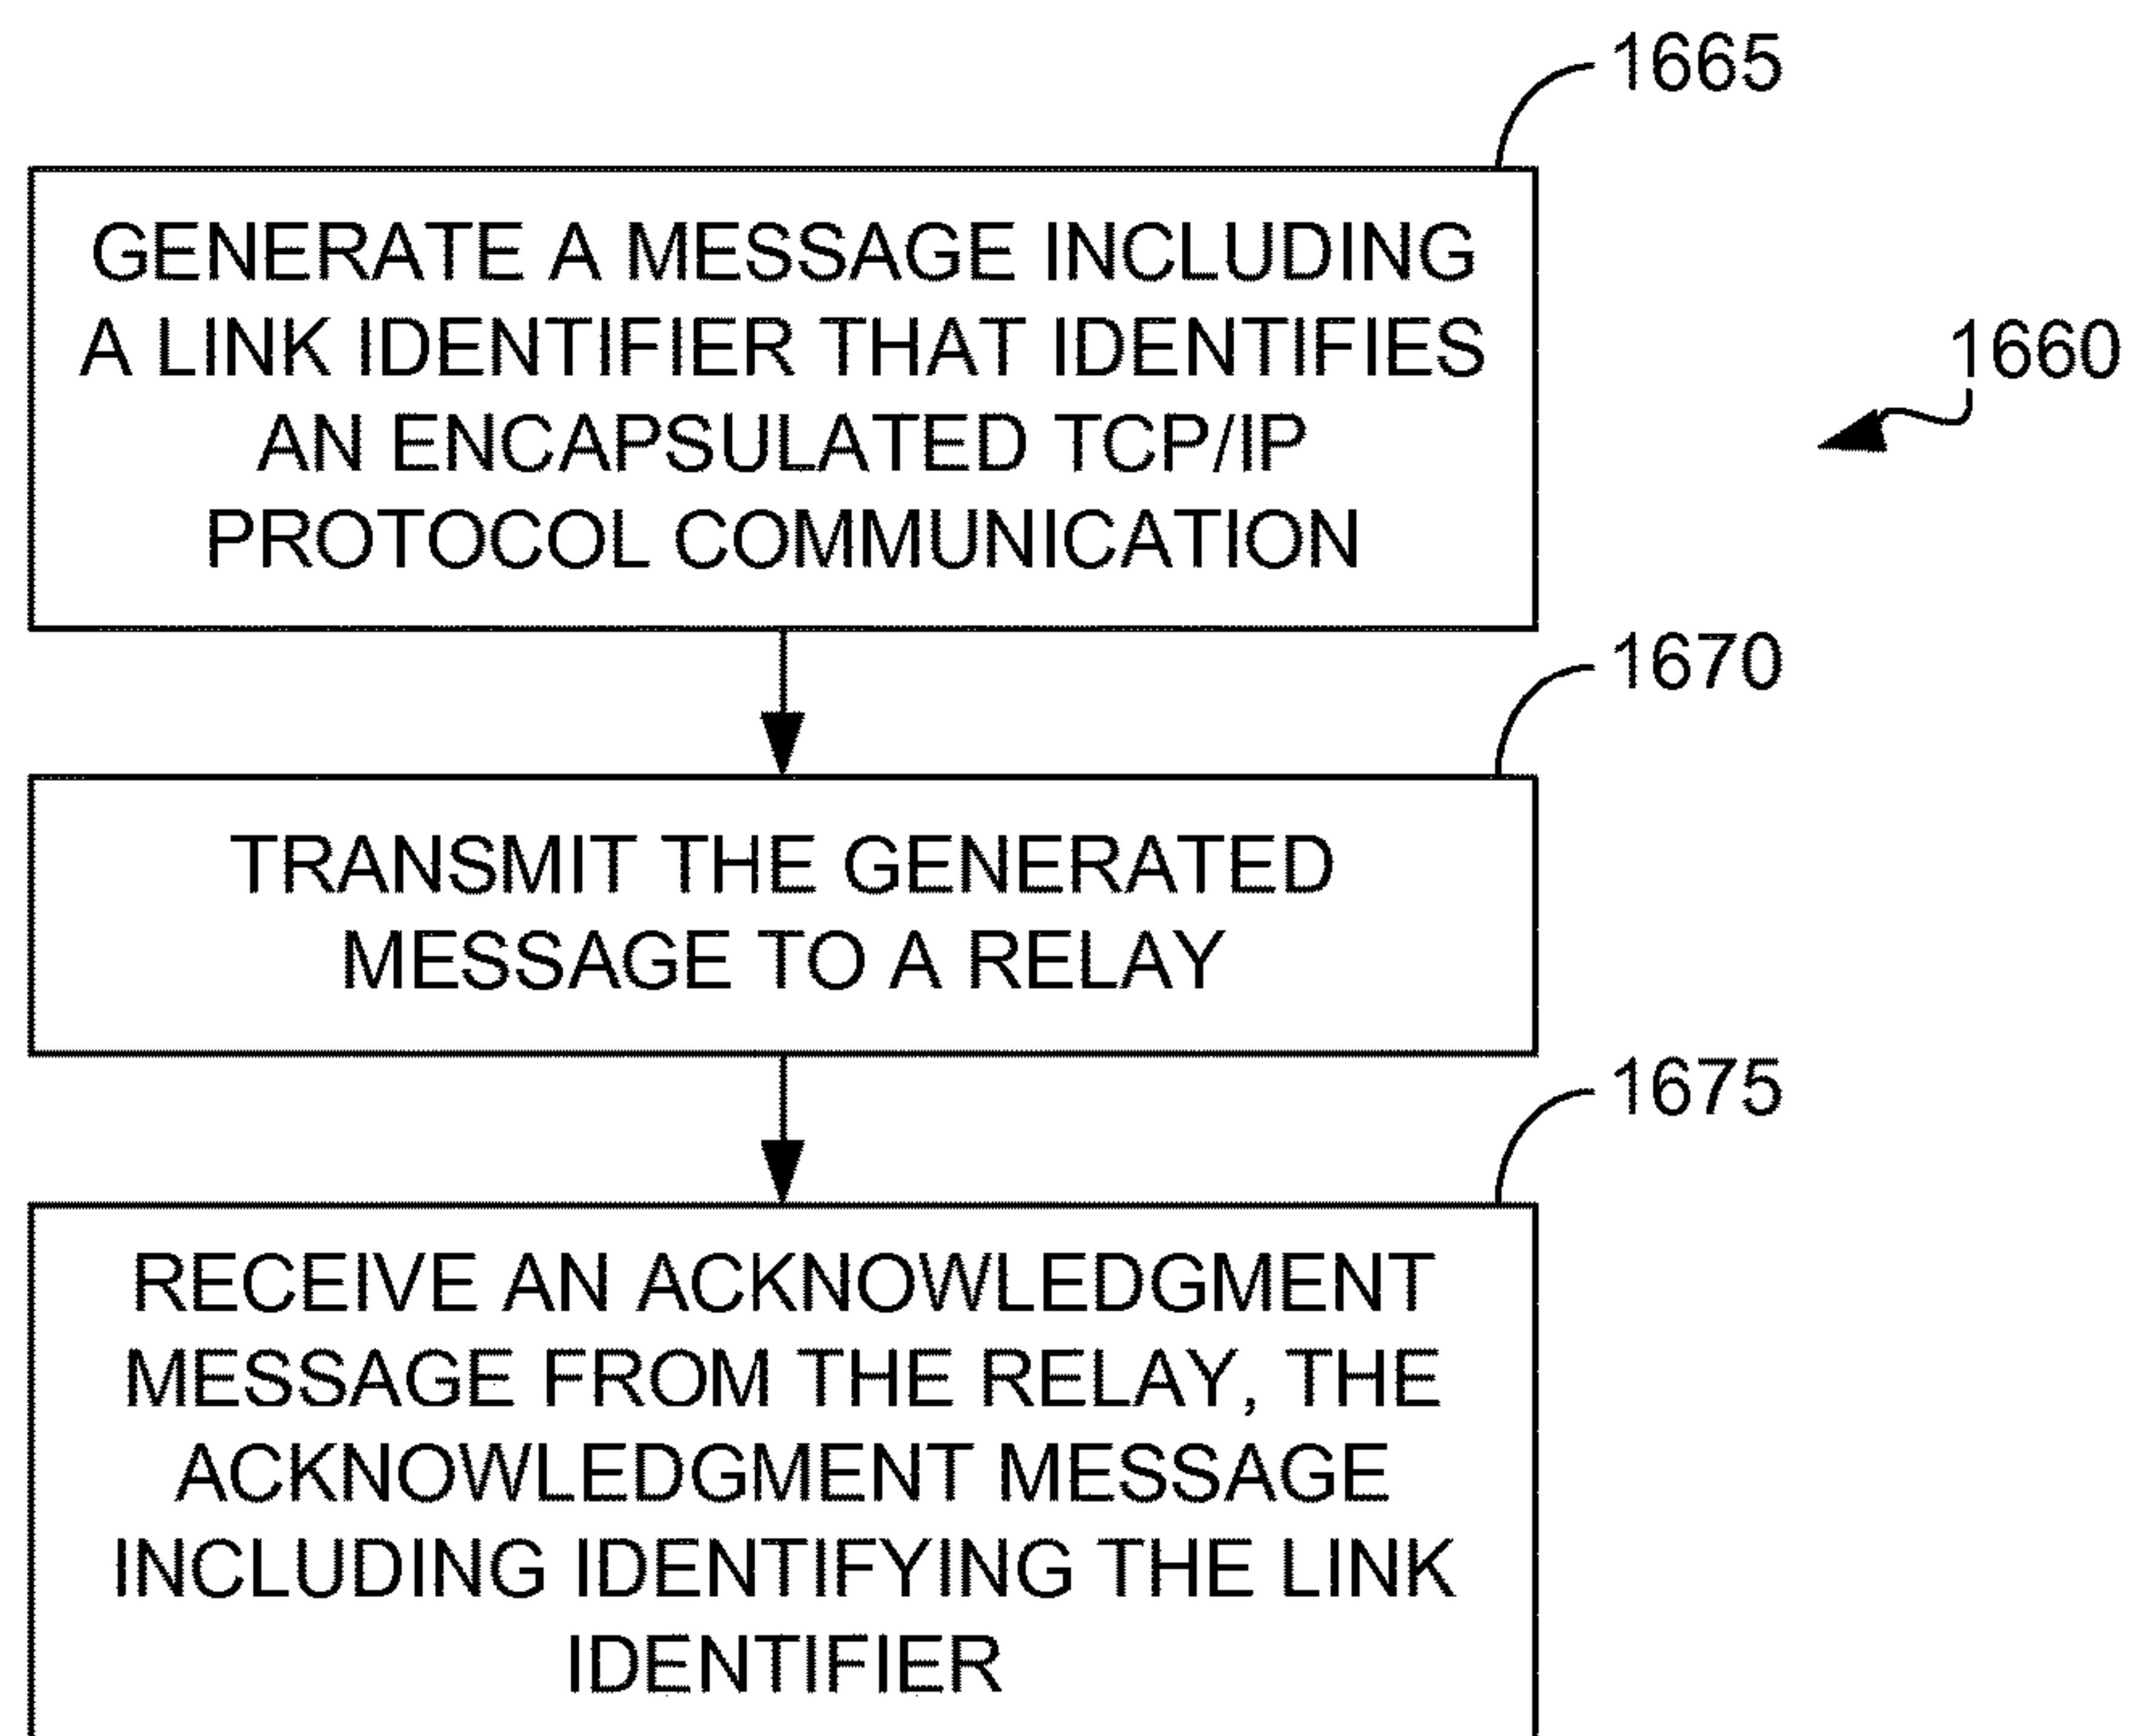 1665
GENERATE A MESSAGE INCLUDING
A LINK IDENTIFIER THAT IDENTIFIES
AN ENCAPSULATED TCP/IP
PROTOCOL COMMUNICATION
1660
1670
TRANSMIT THE GENERATED
MESSAGE TO A RELAY
1675
RECEIVE AN ACKNOWLEDGMENT
MESSAGE FROM THE RELAY, THE
ACKNOWLEDGMENT MESSAGE
INCLUDING IDENTIFYING THE LINK
IDENTIFIER